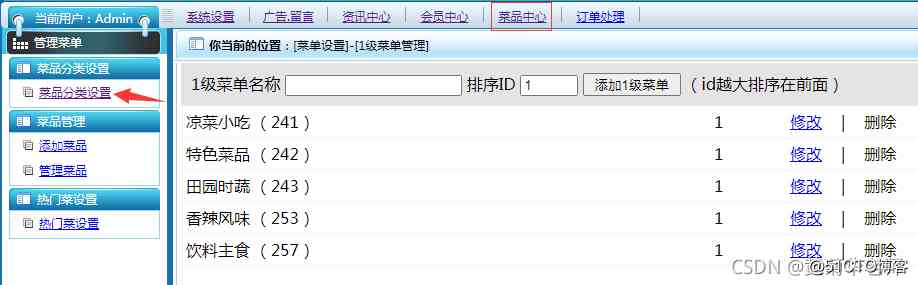 当前用户：Admin
系统设置 广告.留言 资讯中心 会员中心 菜品中心 订单处理
管理菜单
你当前的位置：[菜单设置]-[1级菜单管理]
菜品分类设置
菜品分类设置
菜品管理
添加菜品
管理菜品
热门菜设置
热门菜设置
1级菜单名称 排序ID 1 添加1级菜单 （id越大排序在前面）
凉菜小吃（241） 1 修改 | 删除
特色菜品（242） 1 修改 | 删除
田园时蔬（243） 1 修改 | 删除
香辣风味（253） 1 修改 | 删除
饮料主食（257） 1 修改 | 删除
CSDN
@51CTO博客